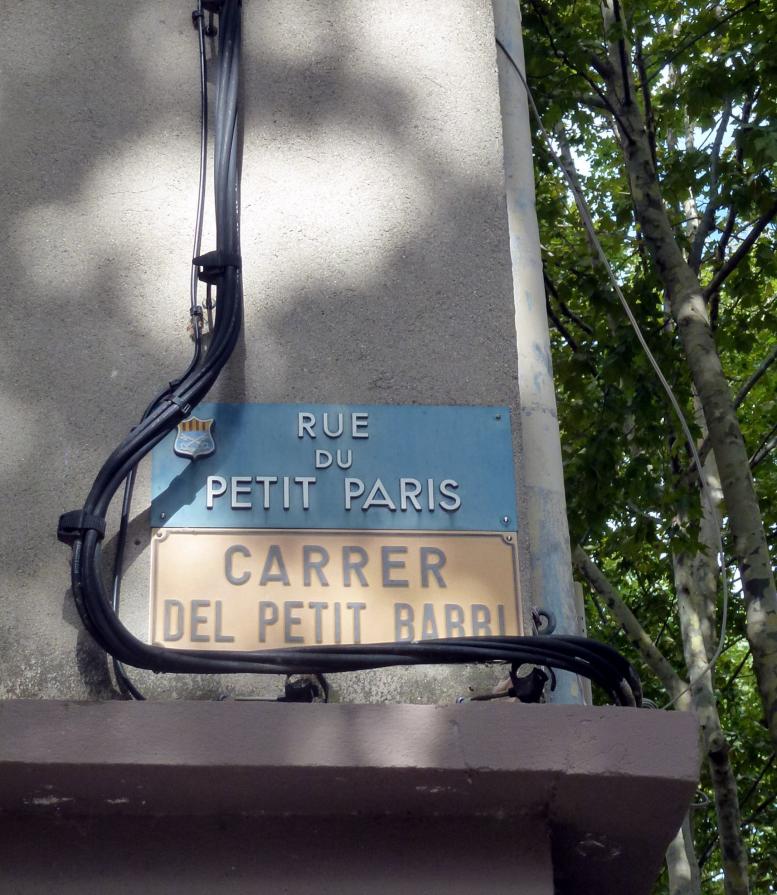 RUE
DU
PETIT PARIS
CARRER
DEL PETIT BARRI